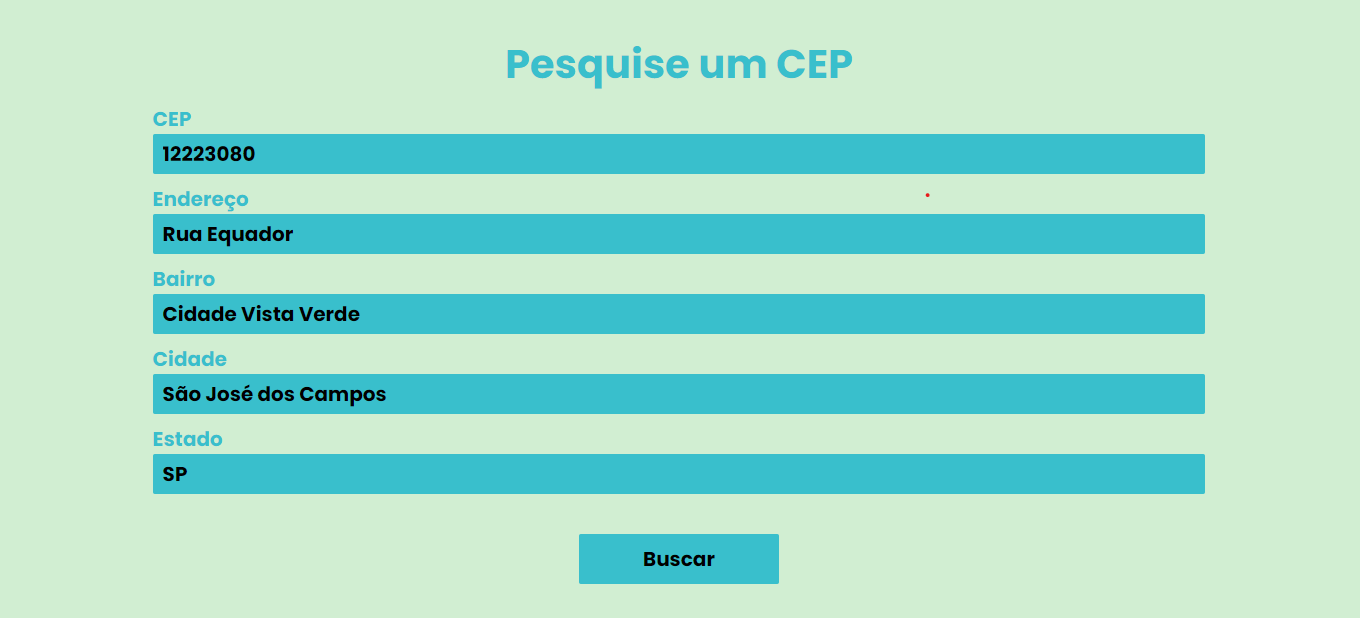 Pesquise um CEP
CEP
12223080
Endereço
Rua Equador
Bairro
Cidade Vista Verde
Cidade
São José dos Campos
Estado
SP
Buscar